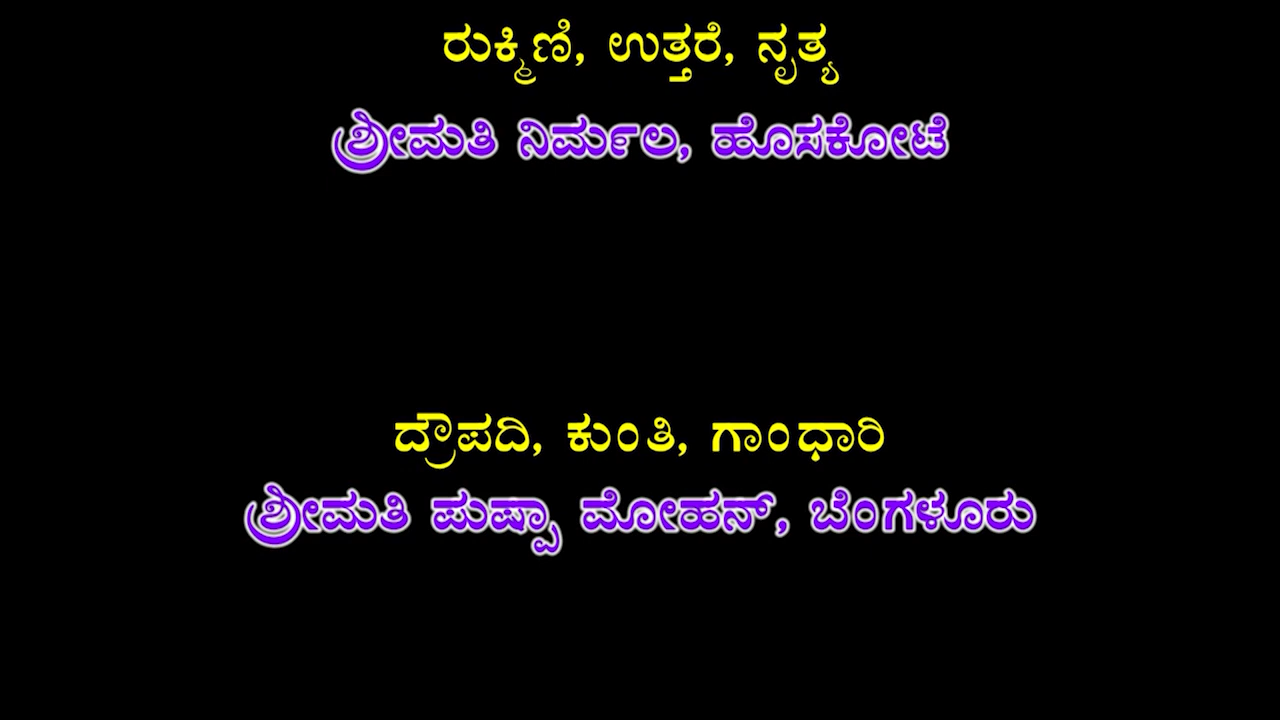 ರುಕ್ಮಿಣಿ, ಉತ್ತರೆ, ನೃತ್ಯ
ಶ್ರೀಮತಿ ನಿರ್ಮಲ, ಹೊಸಕೋಟೆ
ದ್ರೌಪದಿ, ಕುಂತಿ, ಗಾಂಧಾರಿ
ಶ್ರೀಮತಿ ಪುಷ್ಪಾ ಮೋಹನ್, ಬೆಂಗಳೂರು